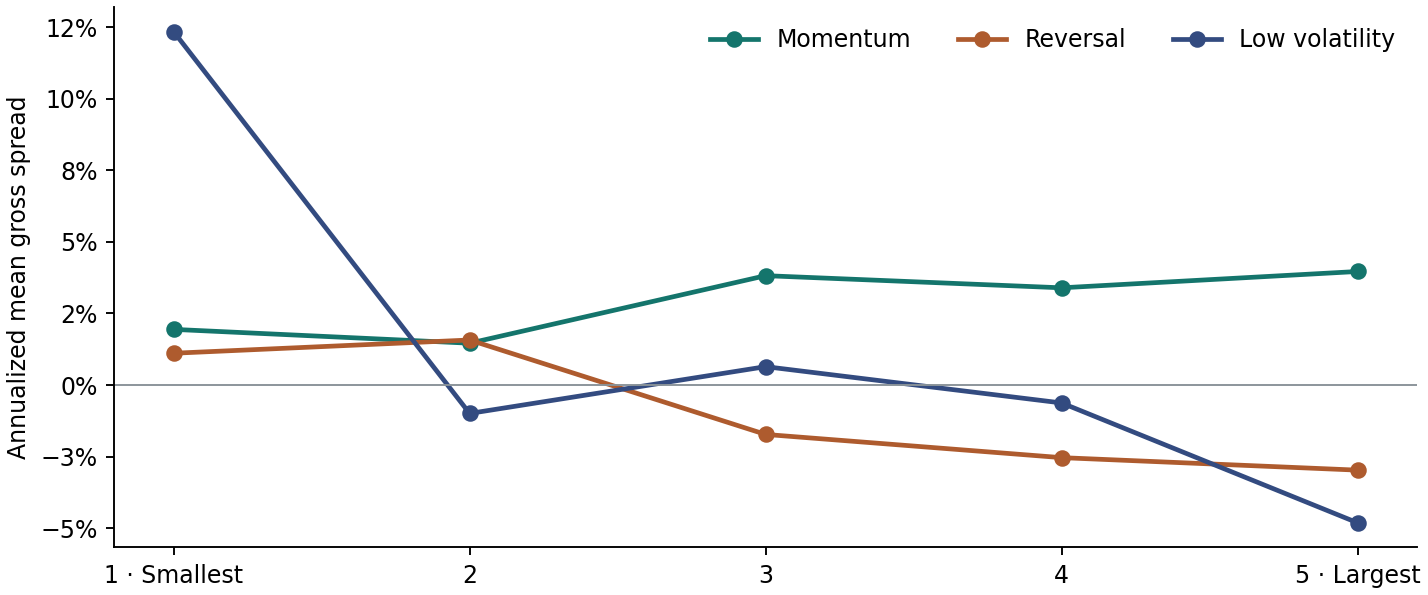 Annualized mean gross spread
12%
10%
8%
5%
2%
0%
−3%
−5%
Momentum Reversal Low volatility
1 · Smallest 2 3 4 5 · Largest